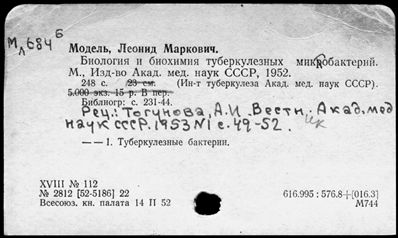 Мл684б
Модель, Леонид Маркович.
Биология и биохимия туберкулезных микробактерий.
М., Изд-во Акад. мед. наук СССР, 1952.
248 с. 23 см. (Ин-т туберкулеза Акад. мед. наук СССР).
5.000 экз. 15 р. В пер.
Библиогр: с. 231-44.
Рец.: Тогунова, А.И. Вестн. Акад. мед
наук СССР. 1953 №1 с. 49-52.
— — 1. Туберкулезные бактерии.
XVIII № 112
№ 2812 [52-5186] 22
Всесоюз. кн. палата 14 II 52
616.995 : 576.8+[016.3]
М744